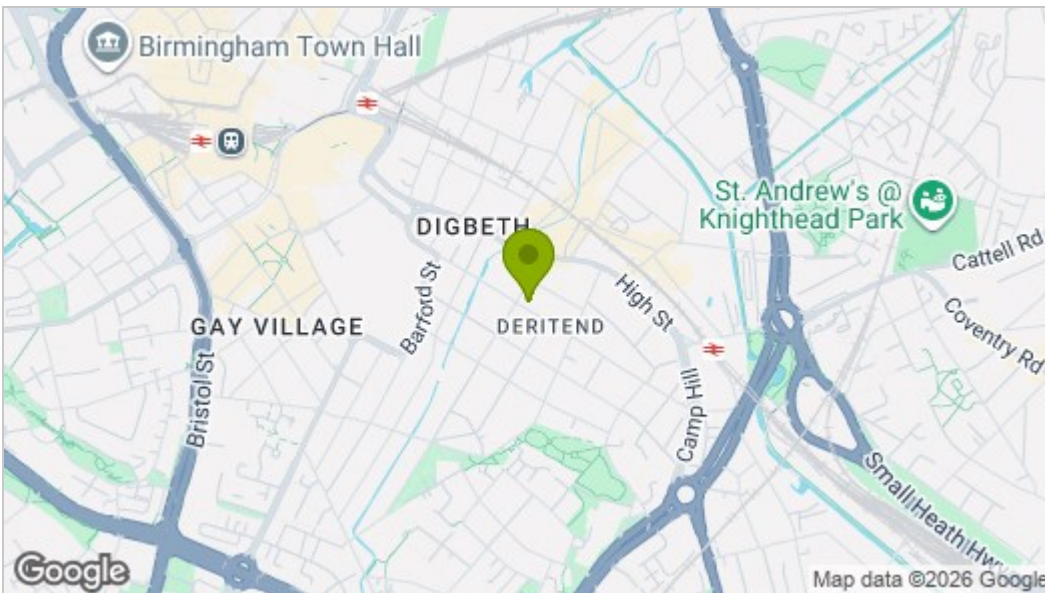 Birmingham Town Hall
St. Andrew's @
Knighthead Park
DIGBETH
Cattell Rd
Barford St
High St
Coventry Rd
GAY VILLAGE
DERITEND
Bristol St
Camp Hill
Small Heath Hwy
Google
Map data ©2026 Google